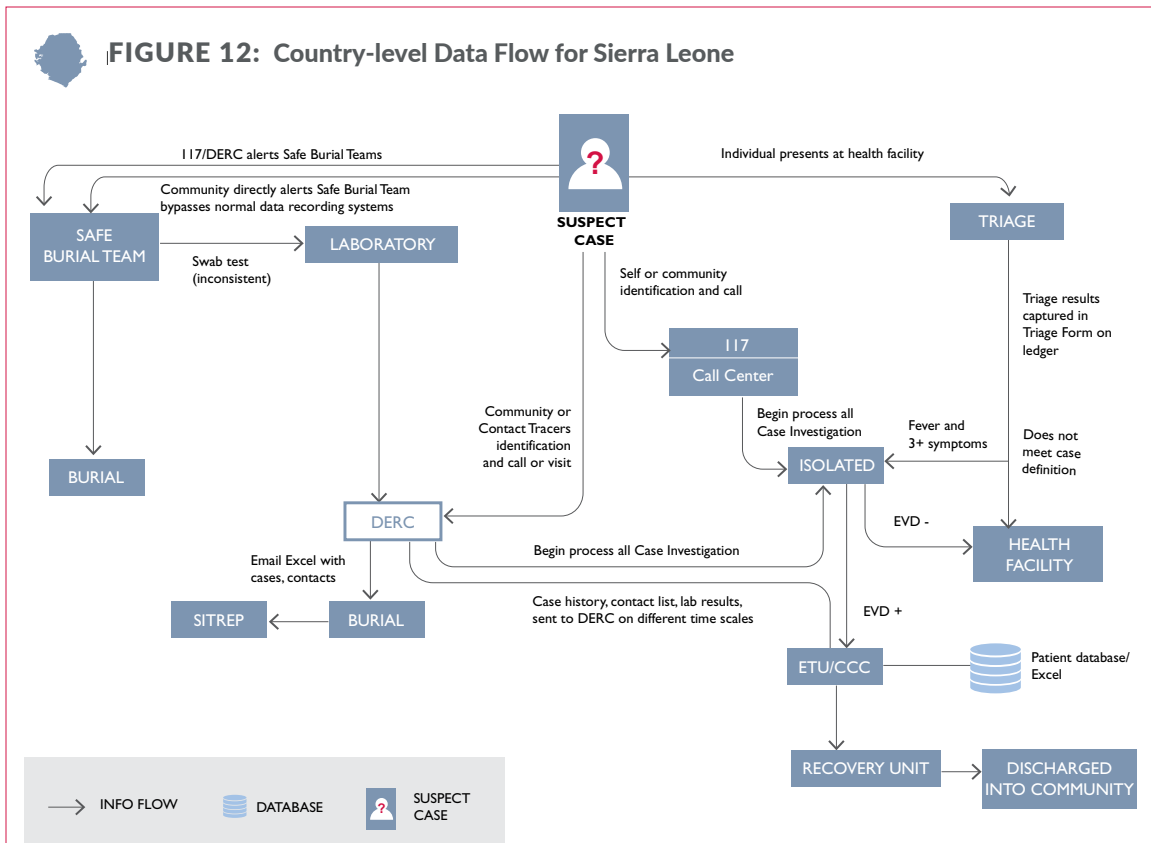 FIGURE 12: Country-level Data Flow for Sierra Leone
117/DERC alerts Safe Burial Teams
Community directly alerts Safe Burial Team
bypasses normal data recording systems
?
SUSPECT
CASE
Individual presents at health facility
SAFE
BURIAL TEAM
Swab test
(inconsistent)
LABORATORY
TRIAGE
Self or community
identification and call
117
Call Center
Triage results
captured in
Triage Form on
ledger
Community or
Contact Tracers
identification
and call or visit
Begin process all
Case Investigation
Fever and
3+ symptoms
Does not
meet case
definition
BURIAL
ISOLATED
DERC
EVD -
HEALTH
FACILITY
Begin process all Case Investigation
Email Excel with
cases, contacts
Case history, contact list, lab results,
sent to DERC on different time scales
EVD +
SITREP
BURIAL
ETU/CCC
Patient database/
Excel
RECOVERY UNIT
DISCHARGED
INTO COMMUNITY
INFO FLOW
DATABASE
?
SUSPECT
CASE